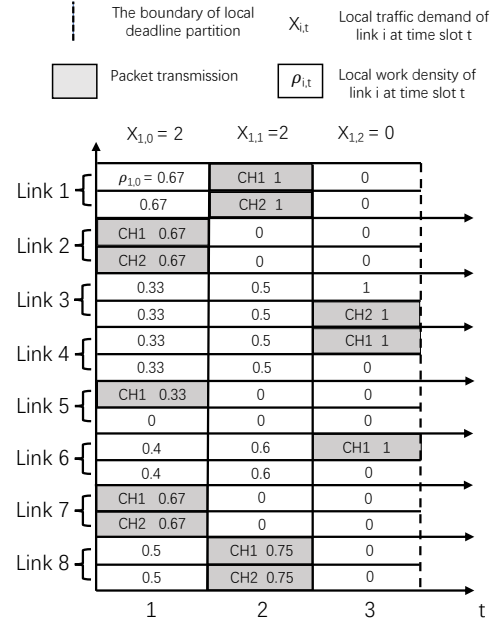 The boundary of local
deadline partition
X_{i,t}
Local traffic demand of
link i at time slot t
Packet transmission
ρ_{i,t}
Local work density of
link i at time slot t
X_{1,0} = 2
X_{1,1} =2
X_{1,2} = 0
Link 1
ρ_{1,0} = 0.67
CH1 1
0
0.67
CH2 1
0
Link 2
CH1 0.67
0
0
CH2 0.67
0
0
Link 3
0.33
0.5
1
0.33
0.5
CH2 1
Link 4
0.33
0.5
CH1 1
0.33
0.5
0
Link 5
CH1 0.33
0
0
0
0
0
Link 6
0.4
0.6
CH1 1
0.4
0.6
0
Link 7
CH1 0.67
0
0
CH2 0.67
0
0
Link 8
0.5
CH1 0.75
0
0.5
CH2 0.75
0
1
2
3
t